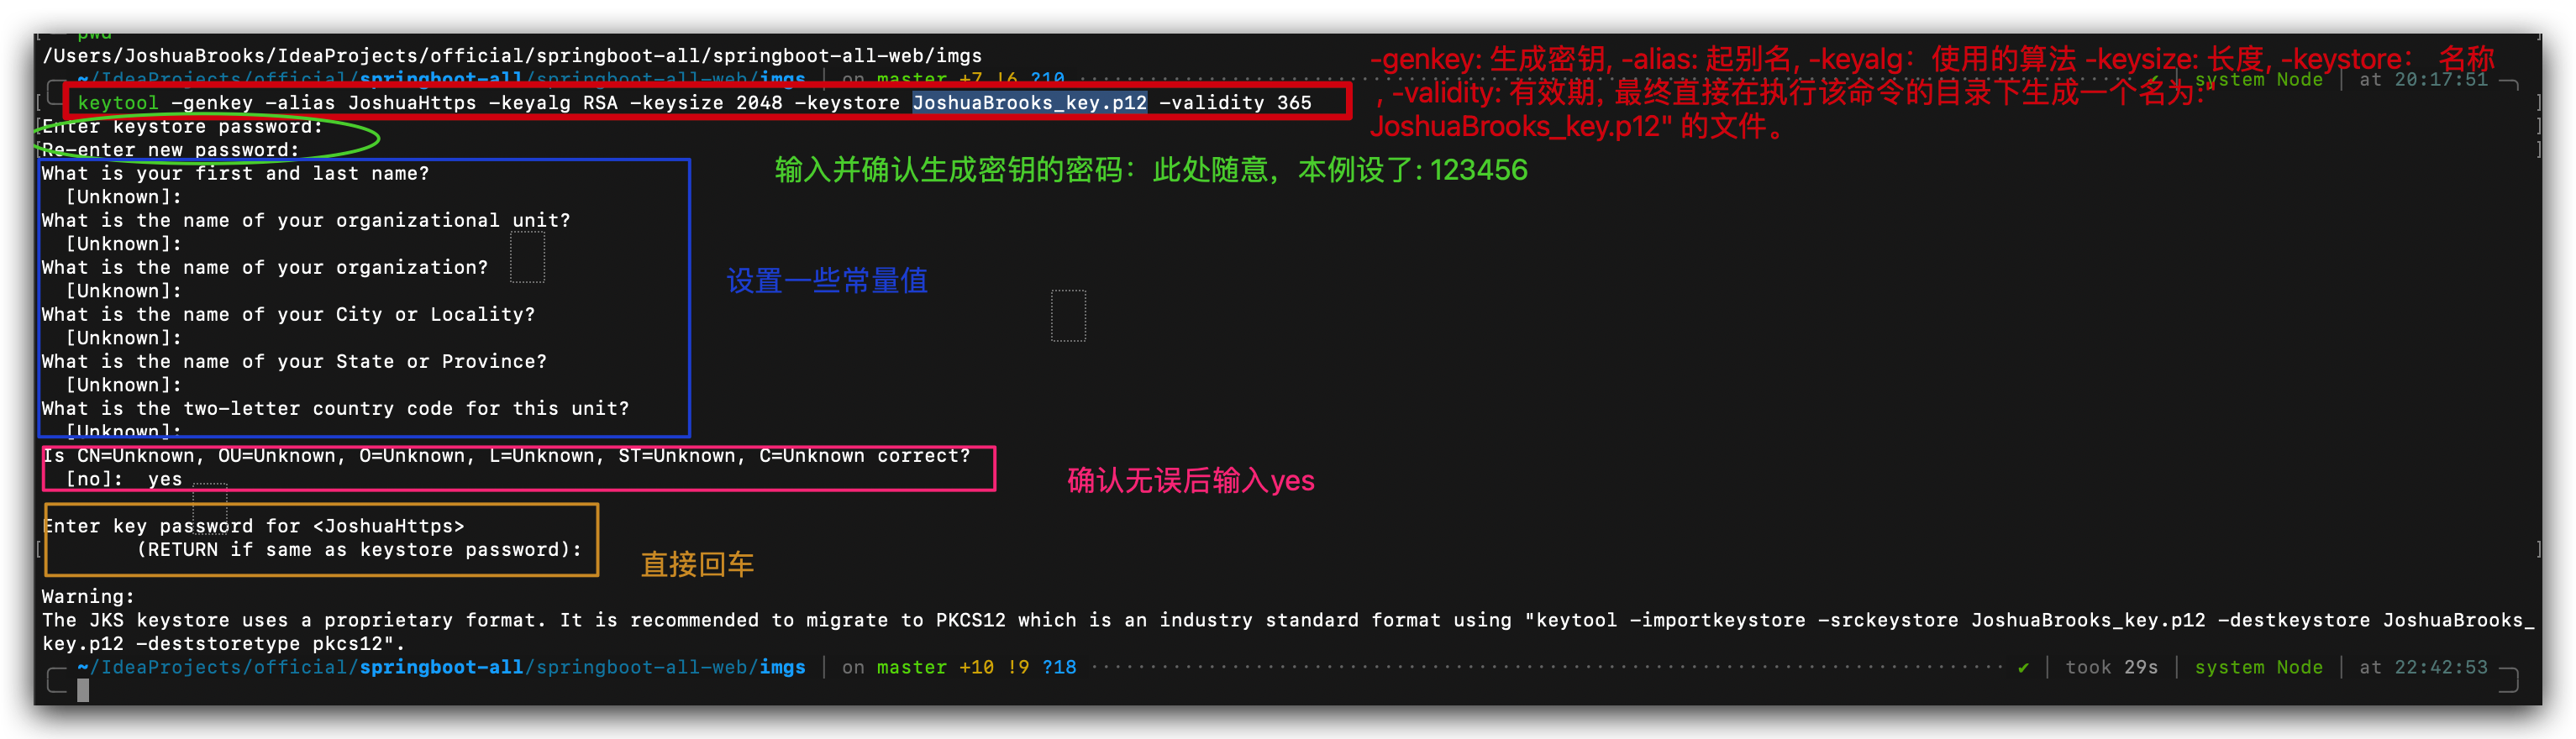 pwd
/Users/JoshuaBrooks/IdeaProjects/official/springboot-all/springboot-all-web/imgs
~/IdeaProjects/official/springboot-all/springboot-all-web/imgs | on master +7 !6 ?10 ✔ | system Node | at 20:17:51
keytool -genkey -alias JoshuaHttps -keyalg RSA -keysize 2048 -keystore JoshuaBrooks_key.p12 -validity 365
-genkey: 生成密钥, -alias: 起别名, -keyalg：使用的算法 -keysize: 长度, -keystore： 名称
, -validity: 有效期, 最终直接在执行该命令的目录下生成一个名为:"
JoshuaBrooks_key.p12" 的文件。
Enter keystore password:
Re-enter new password:
输入并确认生成密钥的密码：此处随意，本例设了: 123456
What is your first and last name?
[Unknown]:
What is the name of your organizational unit?
[Unknown]:
What is the name of your organization?
[Unknown]:
设置一些常量值
What is the name of your City or Locality?
[Unknown]:
What is the name of your State or Province?
[Unknown]:
What is the two-letter country code for this unit?
[Unknown]:
Is CN=Unknown, OU=Unknown, O=Unknown, L=Unknown, ST=Unknown, C=Unknown correct?
[no]: yes
确认无误后输入yes
Enter key password for <JoshuaHttps>
(RETURN if same as keystore password):
直接回车
Warning:
The JKS keystore uses a proprietary format. It is recommended to migrate to PKCS12 which is an industry standard format using "keytool -importkeystore -srckeystore JoshuaBrooks_key.p12 -destkeystore JoshuaBrooks_
key.p12 -deststoretype pkcs12".
~/IdeaProjects/official/springboot-all/springboot-all-web/imgs | on master +10 !9 ?18 ✔ | took 29s | system Node | at 22:42:53